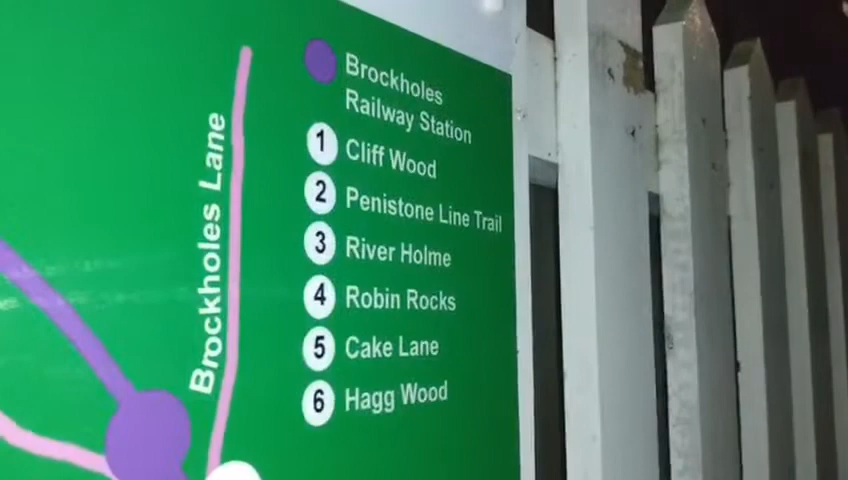 Brockholes Lane
Brockholes
Railway Station
1 Cliff Wood
2 Penistone Line Trail
3 River Holme
4 Robin Rocks
5 Cake Lane
6 Hagg Wood